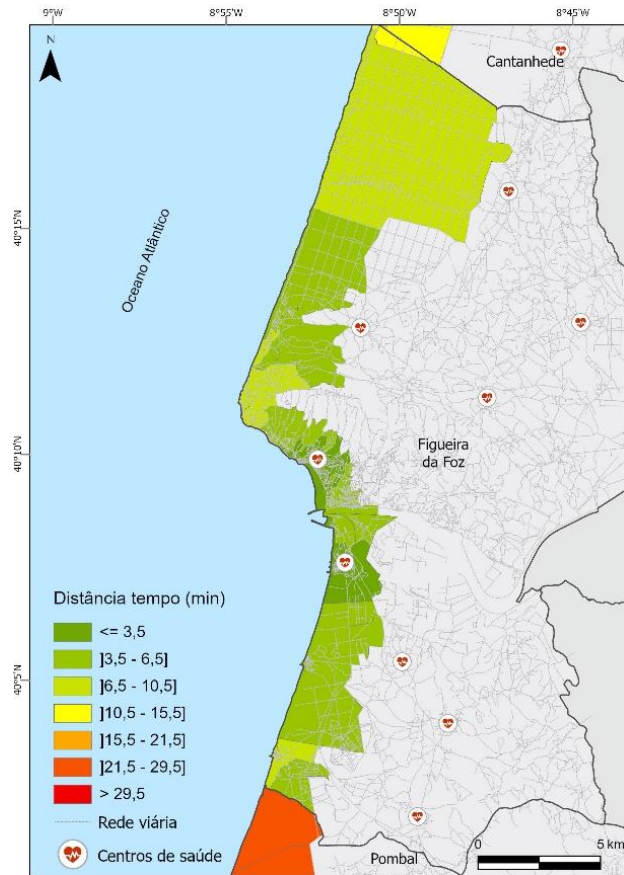 9°W 8°55'W 8°50'W 8°45'W
N
Cantanhede
40°15'N
Oceano Atlântico
40°10'N
Figueira
da Foz
Distância tempo (min)
<= 3,5
]3,5 - 6,5]
]6,5 - 10,5]
]10,5 - 15,5]
]15,5 - 21,5]
]21,5 - 29,5]
> 29,5
Rede viária
Centros de saúde
40°5'N
Pombal
0 5 km